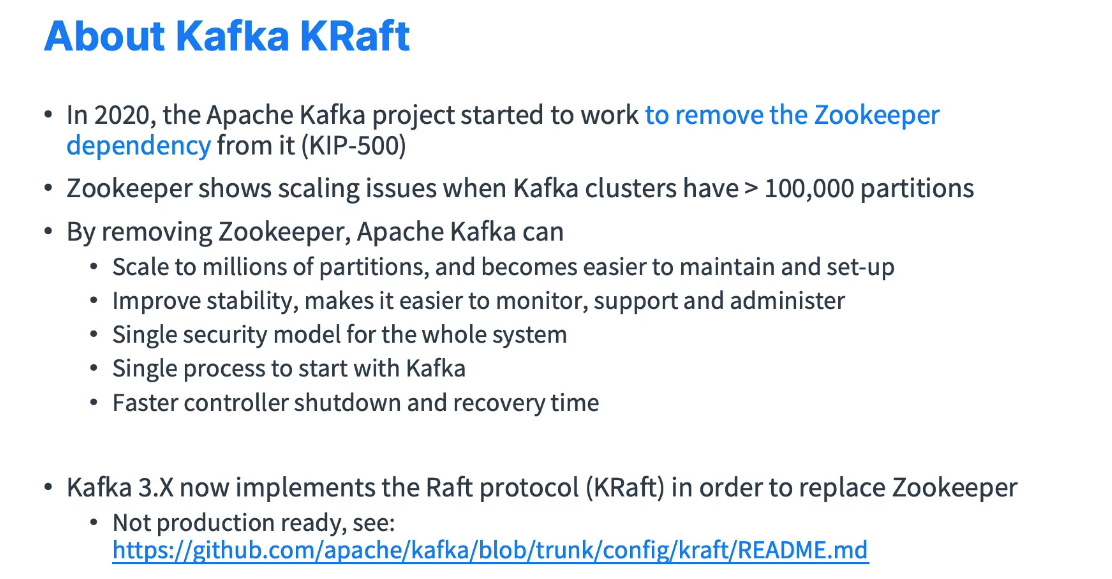 About Kafka KRaft
• In 2020, the Apache Kafka project started to work to remove the Zookeeper
dependency from it (KIP-500)
• Zookeeper shows scaling issues when Kafka clusters have > 100,000 partitions
• By removing Zookeeper, Apache Kafka can
• Scale to millions of partitions, and becomes easier to maintain and set-up
• Improve stability, makes it easier to monitor, support and administer
• Single security model for the whole system
• Single process to start with Kafka
• Faster controller shutdown and recovery time
• Kafka 3.X now implements the Raft protocol (KRaft) in order to replace Zookeeper
• Not production ready, see:
https://github.com/apache/kafka/blob/trunk/config/kraft/README.md